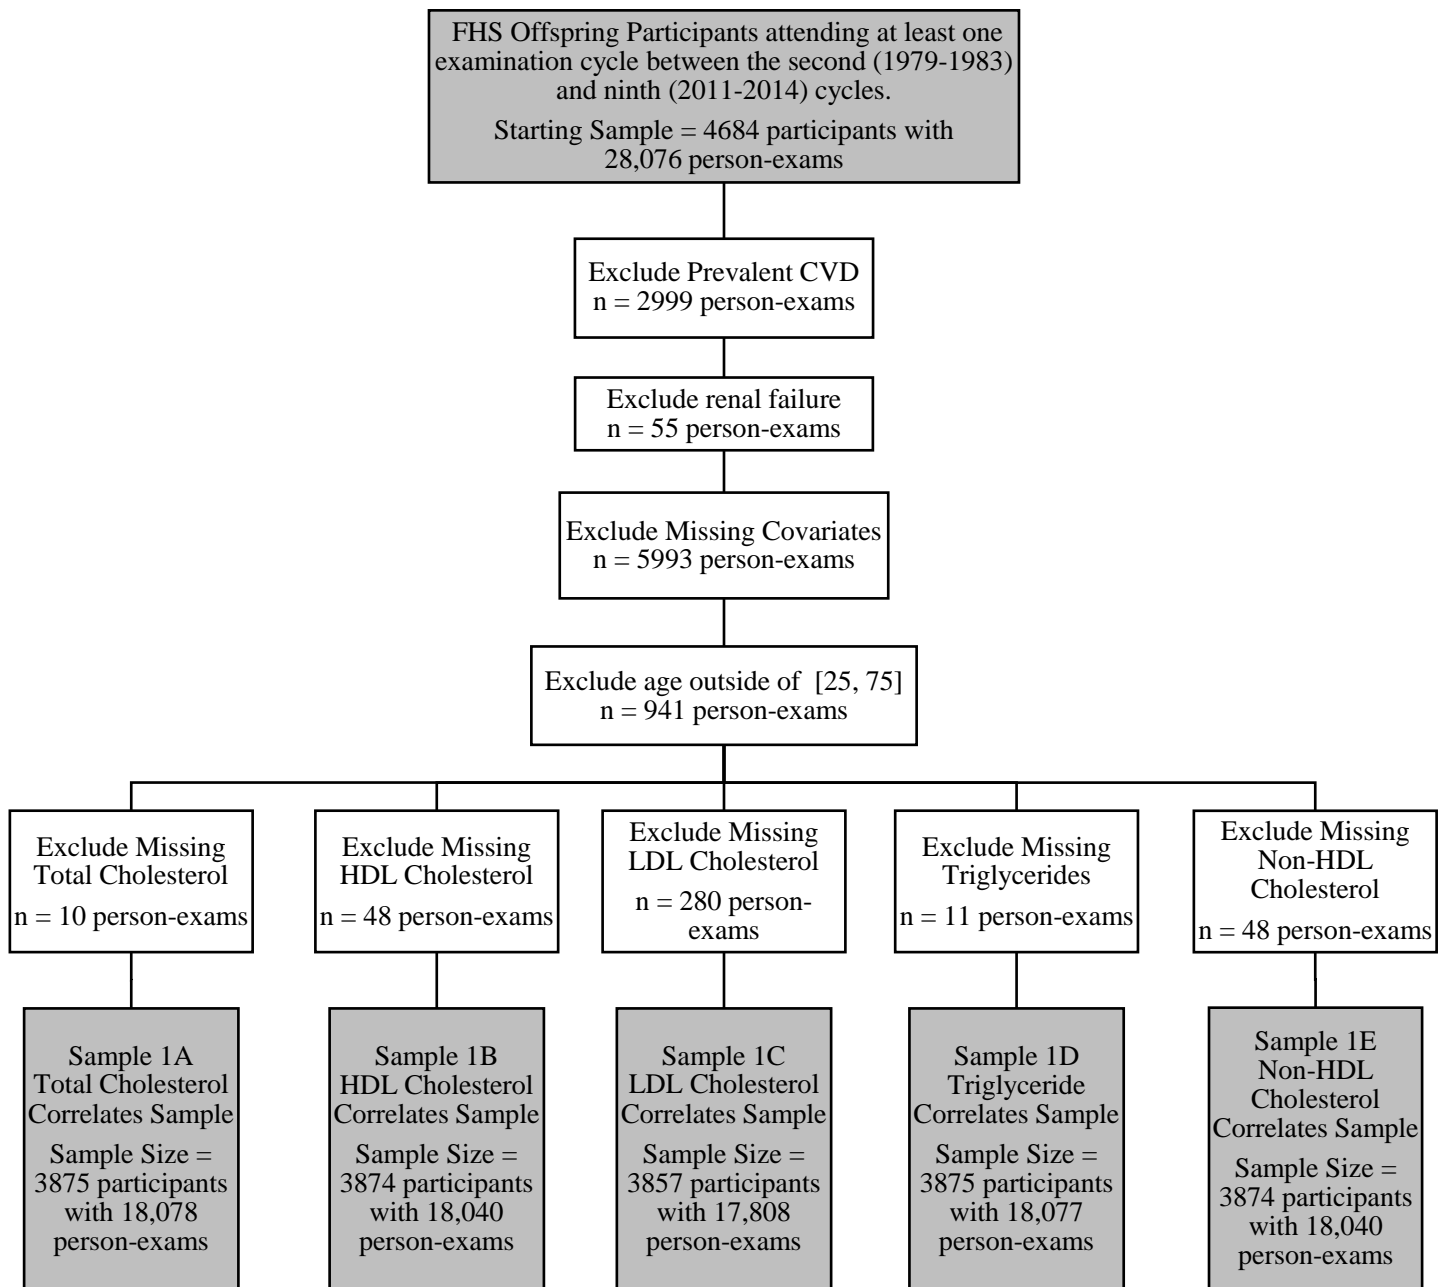 FHS Offspring Participants attending at least one
examination cycle between the second (1979-1983)
and ninth (2011-2014) cycles.
Starting Sample = 4684 participants with
28,076 person-exams
Exclude Prevalent CVD
n = 2999 person-exams
Exclude renal failure
n = 55 person-exams
Exclude Missing Covariates
n = 5993 person-exams
Exclude age outside of [25, 75]
n = 941 person-exams
Exclude Missing
Total Cholesterol
n = 10 person-exams
Exclude Missing
HDL Cholesterol
n = 48 person-exams
Exclude Missing
LDL Cholesterol
n = 280 person-
exams
Exclude Missing
Triglycerides
n = 11 person-exams
Exclude Missing
Non-HDL
Cholesterol
n = 48 person-exams
Sample 1A
Total Cholesterol
Correlates Sample
Sample Size =
3875 participants
with 18,078
person-exams
Sample 1B
HDL Cholesterol
Correlates Sample
Sample Size =
3874 participants
with 18,040
person-exams
Sample 1C
LDL Cholesterol
Correlates Sample
Sample Size =
3857 participants
with 17,808
person-exams
Sample 1D
Triglyceride
Correlates Sample
Sample Size =
3875 participants
with 18,077
person-exams
Sample 1E
Non-HDL
Cholesterol
Correlates Sample
Sample Size =
3874 participants
with 18,040
person-exams